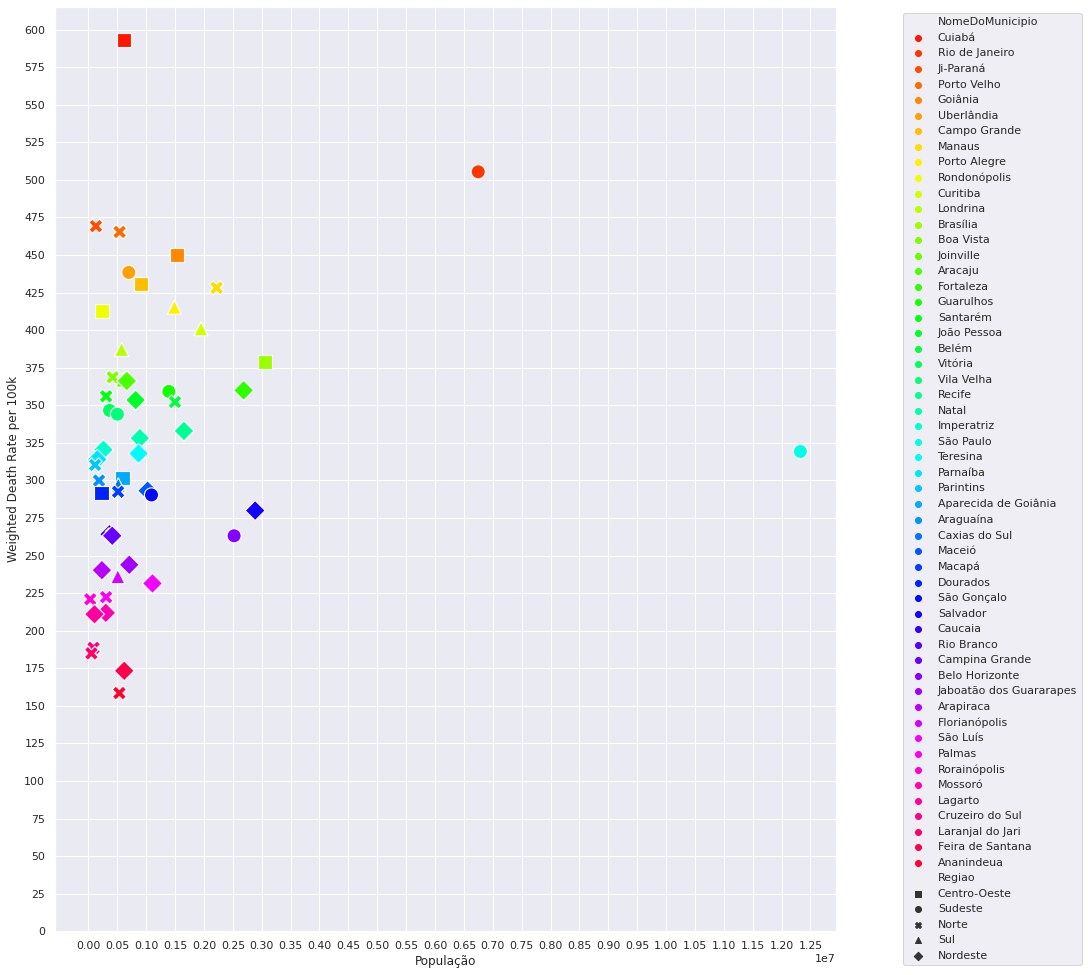 Weighted Death Rate per 100k
600
575
550
525
500
475
450
425
400
375
350
325
300
275
250
225
200
175
150
125
100
75
50
25
0
0.00 0.05 0.10 0.15 0.20 0.25 0.30 0.35 0.40 0.45 0.50 0.55 0.60 0.65 0.70 0.75 0.80 0.85 0.90 0.95 1.00 1.05 1.10 1.15 1.20 1.25
1e7
População
NomeDoMunicipio
Cuiabá
Rio de Janeiro
Ji-Paraná
Porto Velho
Goiânia
Uberlândia
Campo Grande
Manaus
Porto Alegre
Rondonópolis
Curitiba
Londrina
Brasília
Boa Vista
Joinville
Aracaju
Fortaleza
Guarulhos
Santarém
João Pessoa
Belém
Vitória
Vila Velha
Recife
Natal
Imperatriz
São Paulo
Teresina
Parnaíba
Parintins
Aparecida de Goiânia
Araguaína
Caxias do Sul
Maceió
Macapá
Dourados
São Gonçalo
Salvador
Caucaia
Rio Branco
Campina Grande
Belo Horizonte
Jaboatão dos Guararapes
Arapiraca
Florianópolis
São Luís
Palmas
Rorainópolis
Mossoró
Lagarto
Cruzeiro do Sul
Laranjal do Jari
Feira de Santana
Ananindeua
Regiao
Centro-Oeste
Sudeste
Norte
Sul
Nordeste